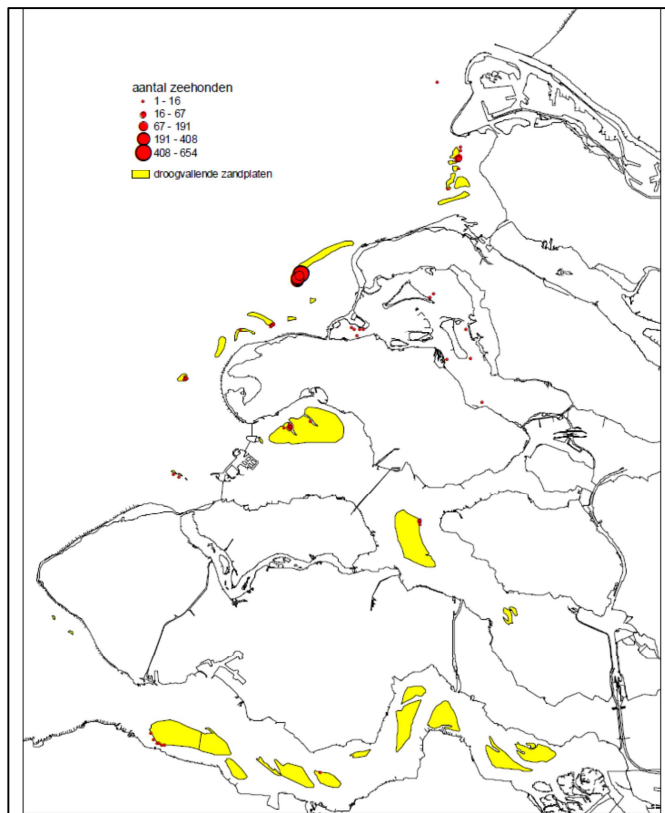 aantal zeehonden
1 - 16
16 - 67
67 - 191
191 - 408
408 - 654
droogvallende zandplaten